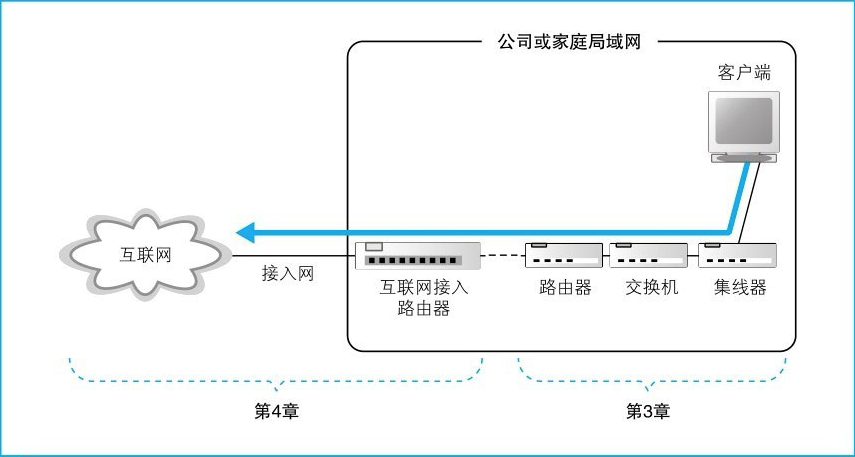 公司或家庭局域网
客户端
互联网
接入网
互联网接入
路由器
路由器
交换机
集线器
第4章
第3章